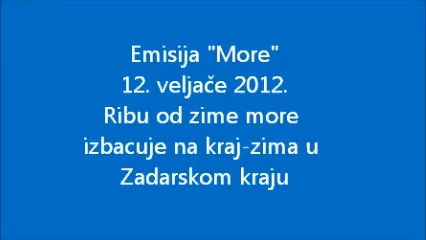 Emisija "More"
12. veljače 2012.
Ribu od zime more
izbacuje na kraj-zima u
Zadarskom kraju